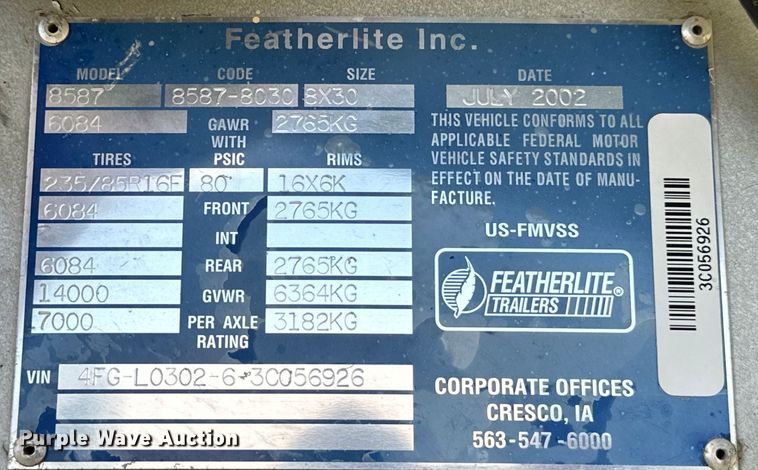 Featherlite Inc.
MODEL CODE SIZE DATE
8587 8587-8030 8X30 JULY 2002
6084 GAWR WITH PSIC 2765KG
TIRES RIMS
235/85R16E 80 16X6K
6084 FRONT 2765KG
INT
6084 REAR 2765KG
14000 GVWR 6364KG
7000 PER AXLE RATING 3182KG
VIN 4FG-L0302-6-3C056926
THIS VEHICLE CONFORMS TO ALL
APPLICABLE FEDERAL MOTOR
VEHICLE SAFETY STANDARDS IN
EFFECT ON THE DATE OF MANU-
FACTURE.
US-FMVSS
FEATHERLITE®
TRAILERS
CORPORATE OFFICES
CRESCO, IA
563-547-6000
3C056926
Purple Wave Auction